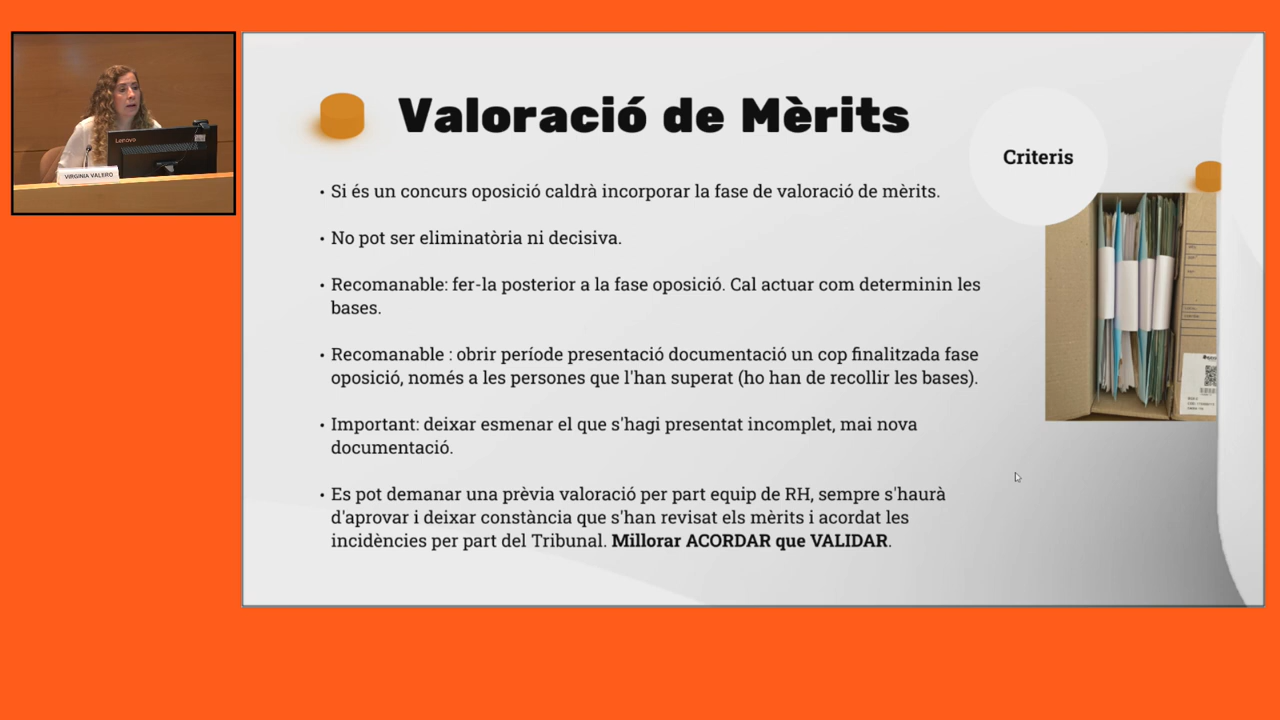 Valoració de Mèrits
Criteris
• Si és un concurs oposició caldrà incorporar la fase de valoració de mèrits.
• No pot ser eliminatòria ni decisiva.
• Recomanable: fer-la posterior a la fase oposició. Cal actuar com determinin les
bases.
• Recomanable : obrir període presentació documentació un cop finalitzada fase
oposició, només a les persones que l'han superat (ho han de recollir les bases).
• Important: deixar esmenar el que s'hagi presentat incomplet, mai nova
documentació.
• Es pot demanar una prèvia valoració per part equip de RH, sempre s'haurà
d'aprovar i deixar constància que s'han revisat els mèrits i acordat les
incidències per part del Tribunal. Millorar ACORDAR que VALIDAR.
Lenovo
VIRGINIA VALERO